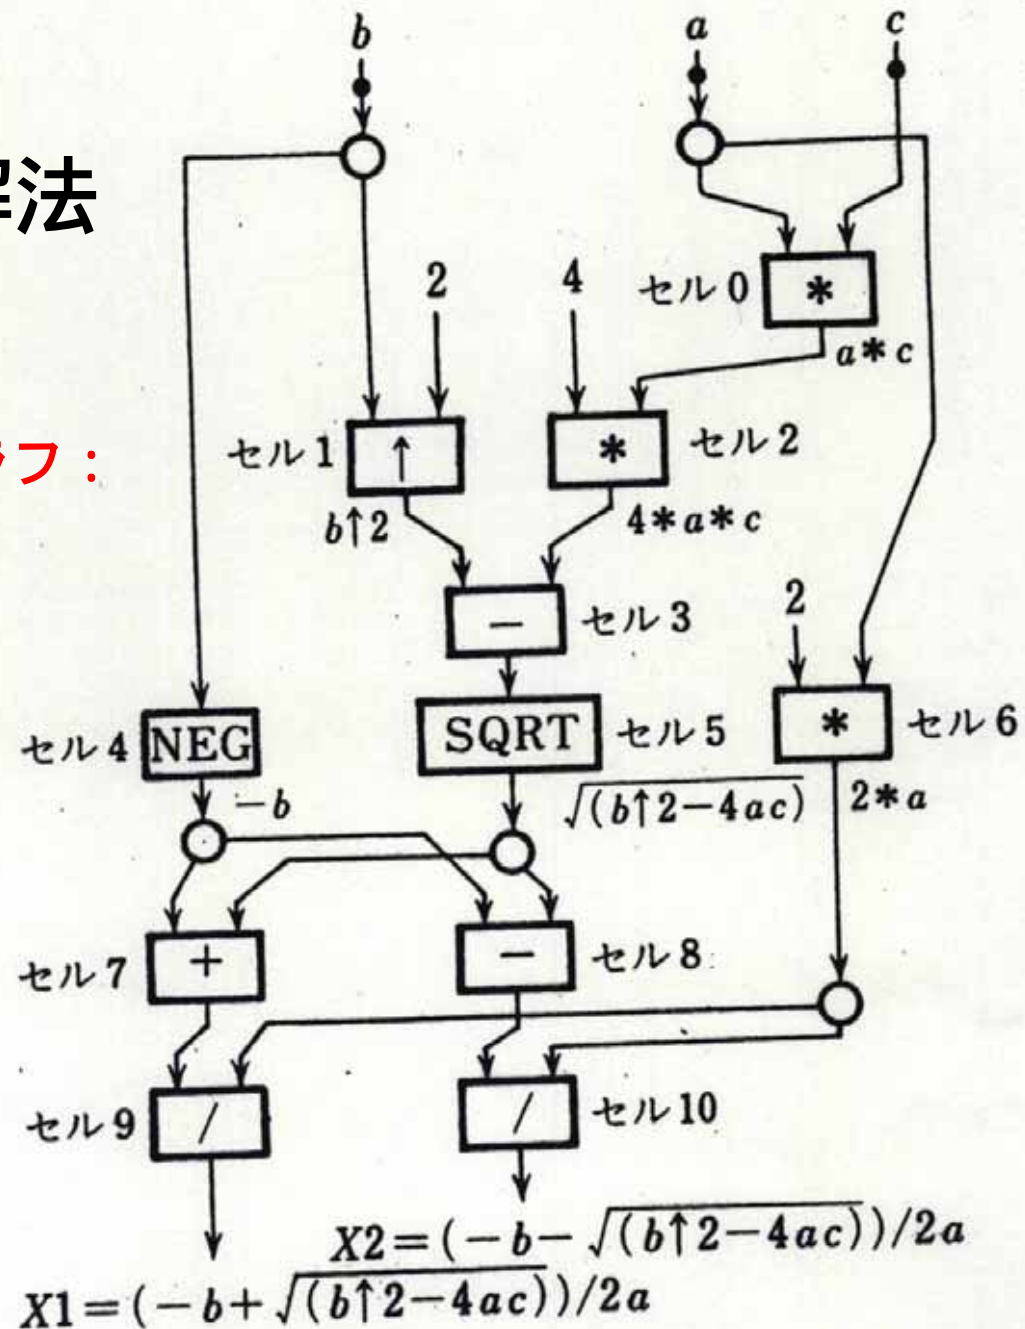 b
a
c
解法
2
4
セル 0
*
a * c
ラフ：
セル 1
↑
*
セル 2
b↑2
4*a*c
−
セル 3
2
セル 4
NEG
SQRT
セル 5
*
セル 6
−b
√(b↑2−4ac)
2*a
セル 7
+
−
セル 8
セル 9
/
/
セル 10
X2=(−b−√(b↑2−4ac))/2a
X1=(−b+√(b↑2−4ac))/2a